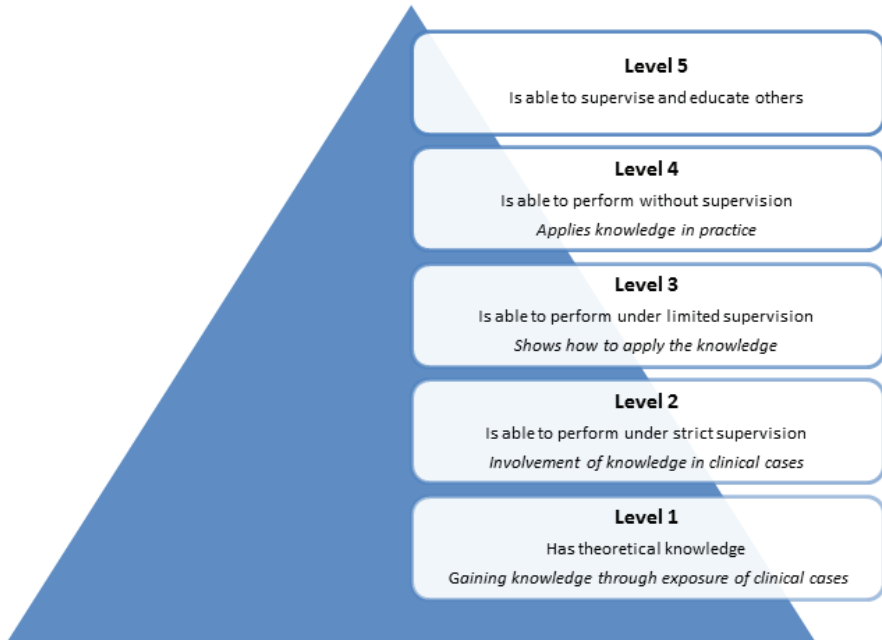 Level 5
Is able to supervise and educate others
Level 4
Is able to perform without supervision
Applies knowledge in practice
Level 3
Is able to perform under limited supervision
Shows how to apply the knowledge
Level 2
Is able to perform under strict supervision
Involvement of knowledge in clinical cases
Level 1
Has theoretical knowledge
Gaining knowledge through exposure of clinical cases